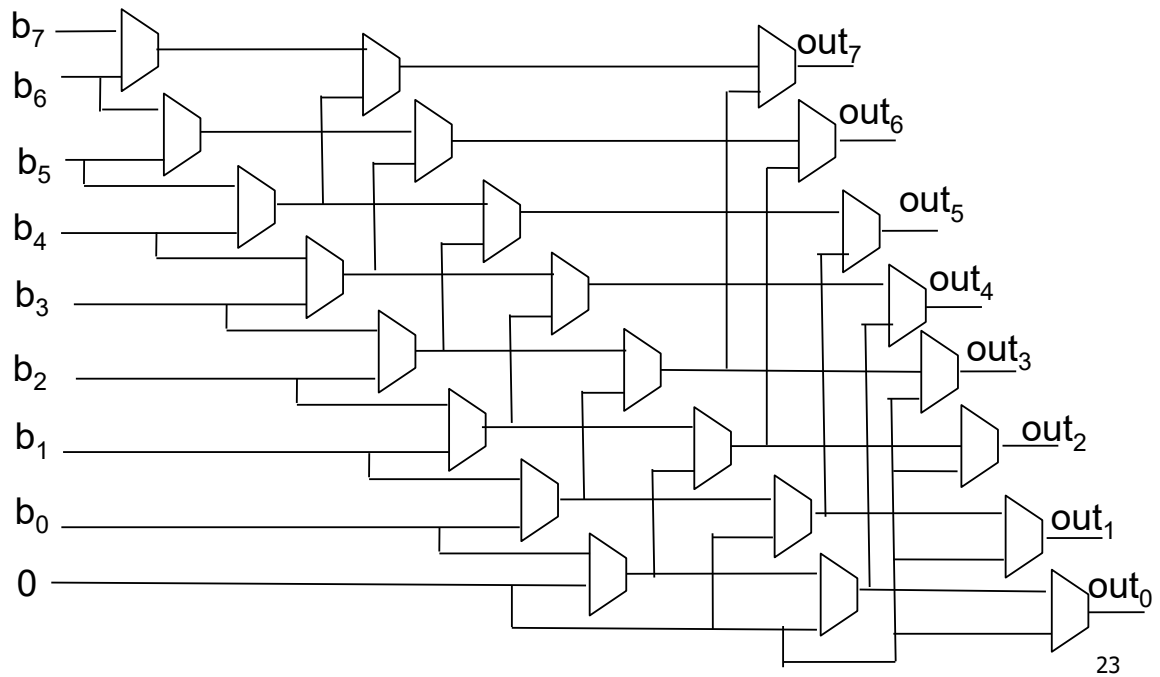 b₇
b₆
b₅
b₄
b₃
b₂
b₁
b₀
0
out₇
out₆
out₅
out₄
out₃
out₂
out₁
out₀
23